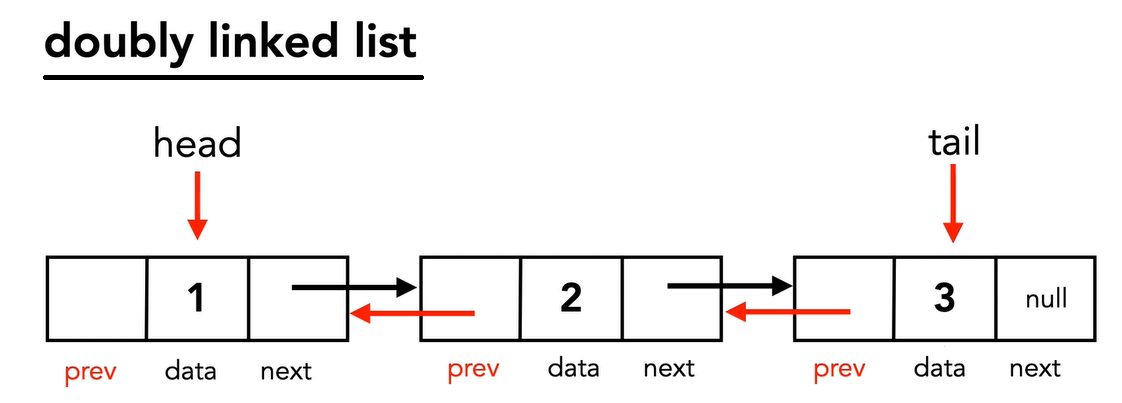 doubly linked list
head
tail
1
2
3
null
prev data next
prev data next
prev data next